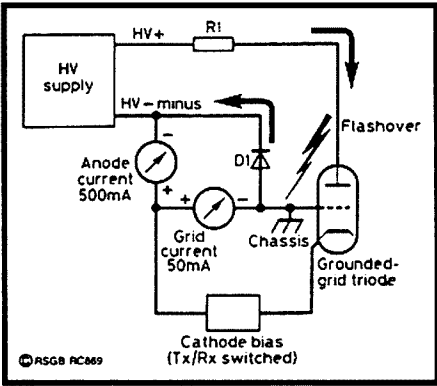 HV+
R1
HV
supply
HV-minus
Flashover
Anode
current
500mA
-
+
D1
+
-
Grid
current
50mA
Chassis
Grounded-
grid triode
Cathode bias
(Tx/Rx switched)
© RSGB RC869